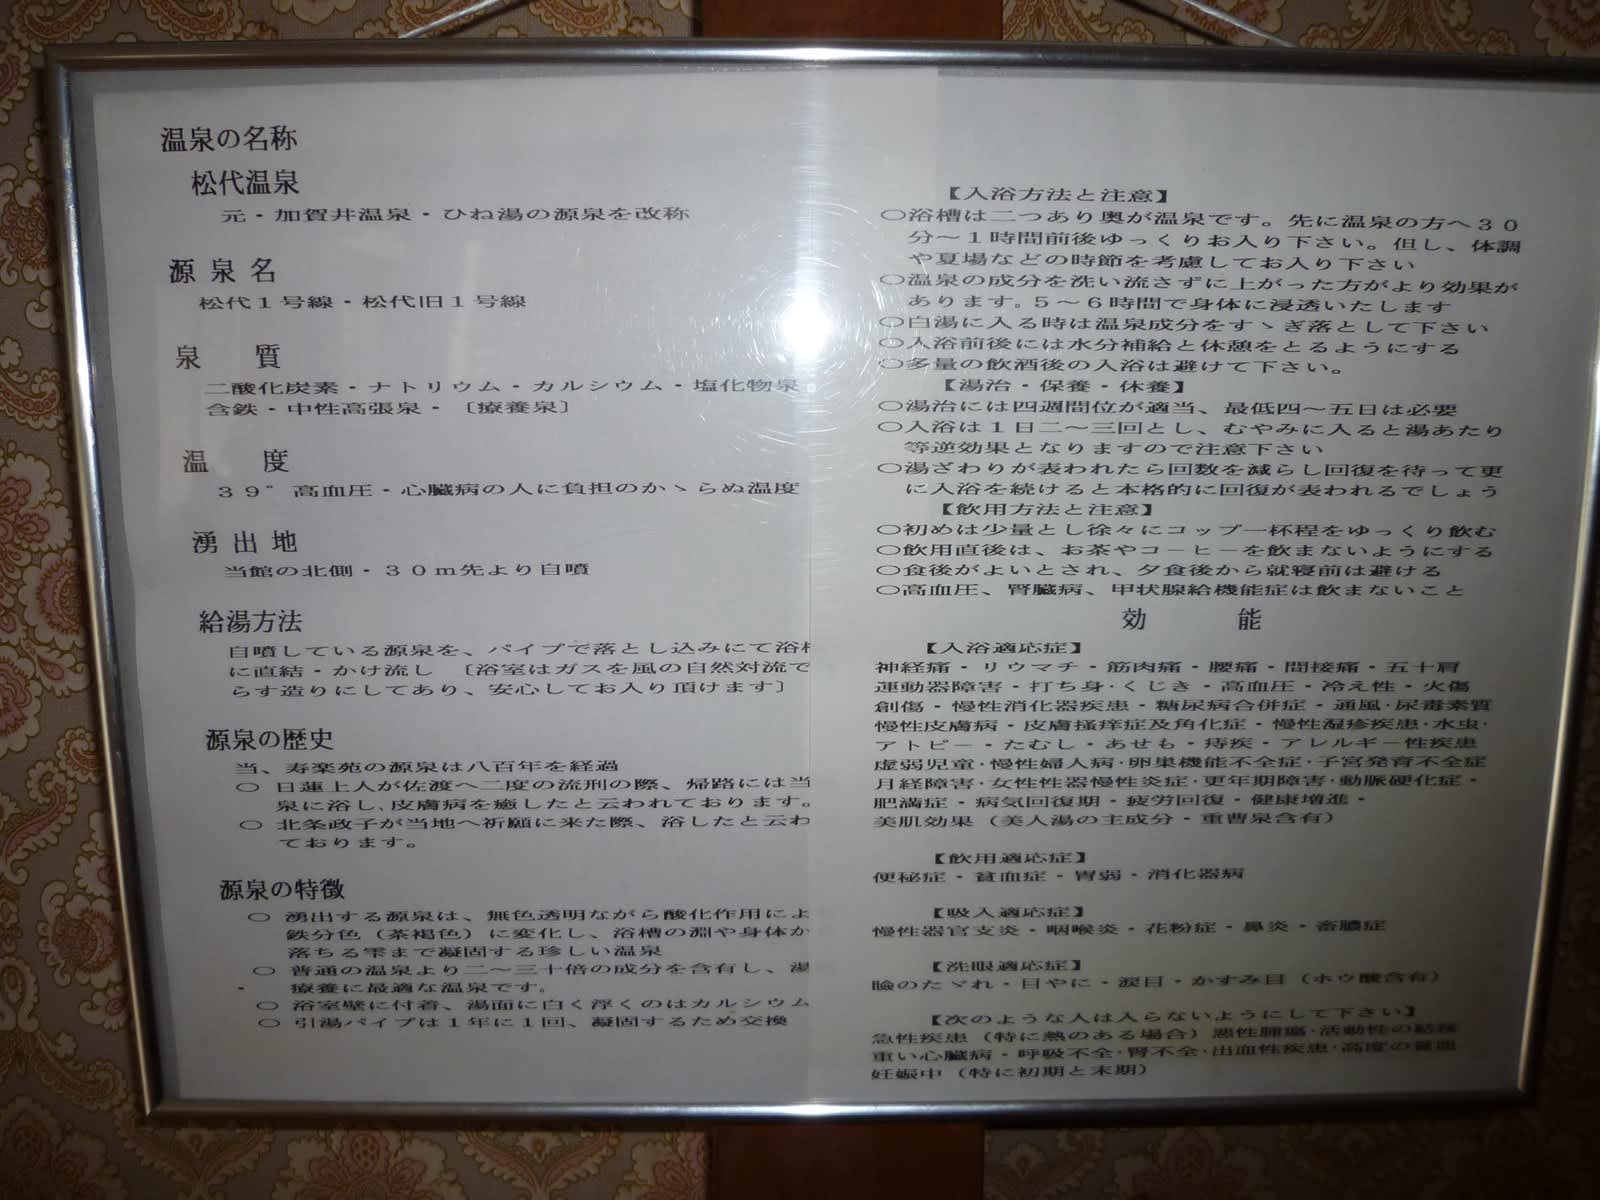 温泉の名称
松代温泉
元・加賀井温泉・ひね湯の源泉を改称
源泉名
松代１号線・松代旧１号線
泉　質
二酸化炭素・ナトリウム・カルシウム・塩化物泉。
含鉄・中性高張泉・〔療養泉〕
温　度
３９°高血圧・心臓病の人に負担のかゝらぬ温度
湧出地
当館の北側・３０ｍ先より自噴
給湯方法
自噴している源泉を、パイプで落とし込みにて浴
に直結・かけ流し　〔浴室はガスを風の自然対流で
らす造りにしてあり、安心してお入り頂けます〕
源泉の歴史
当、寿楽苑の源泉は八百年を経過
○　日蓮上人が佐渡へ二度の流刑の際、帰路には当
泉に浴し、皮膚病を癒したと云われております。
○　北条政子が当地へ祈願に来た際、浴したと云わ
ております。
源泉の特徴
○　湧出する源泉は、無色透明ながら酸化作用によ
鉄分色（茶褐色）に変化し、浴槽の淵や身体か
落ちる雫まで凝固する珍しい温泉
○　普通の温泉より二～三十倍の成分を含有し、湯
療養に最適な温泉です。
○　浴室壁に付着、湯面に白く浮くのはカルシウム
○　引湯パイプは１年に１回、凝固するため交換
【入浴方法と注意】
○浴槽は二つあり奥が温泉です。先に温泉の方へ３０
分～１時間前後ゆっくりお入り下さい。但し、体調
や夏場などの時節を考慮してお入り下さい
○温泉の成分を洗い流さずに上がった方がより効果が
あります。５～６時間で身体に浸透いたします
○白湯に入る時は温泉成分をすゝぎ落として下さい
○入浴前後には水分補給と休憩をとるようにする
○多量の飲酒後の入浴は避けて下さい。
【湯治・保養・休養】
○湯治には四週間位が適当、最低四～五日は必要
○入浴は１日二～三回とし、むやみに入ると湯あたり
等逆効果となりますので注意下さい
○湯ざわりが表われたら回数を減らし回復を待って更
に入浴を続けると本格的に回復が表われるでしょう
【飲用方法と注意】
○初めは少量とし徐々にコップ一杯程をゆっくり飲む
○飲用直後は、お茶やコーヒーを飲まないようにする
○食後がよいとされ、夕食後から就寝前は避ける
○高血圧、腎臓病、甲状腺給機能症は飲まないこと
効　能
【入浴適応症】
神経痛・リウマチ・筋肉痛・腰痛・間接痛・五十肩
運動器障害・打ち身・くじき・高血圧・冷え性・火傷
創傷・慢性消化器疾患・糖尿病合併症・通風・尿毒素質
慢性皮膚病・皮膚掻痒症及角化症・慢性湿疹疾患・水虫・
アトピー・たむし・あせも・痔疾・アレルギー性疾患
虚弱児童・慢性婦人病・卵巣機能不全症・子宮発育不全症
月経障害・女性性器慢性炎症・更年期障害・動脈硬化症・
肥満症・病気回復期・疲労回復・健康増進・
美肌効果（美人湯の主成分・重曹泉含有）
【飲用適応症】
便秘症・貧血症・胃弱・消化器病
【吸入適応症】
慢性器官支炎・咽喉炎・花粉症・鼻炎・畜膿症
【洗眼適応症】
瞼のたゞれ・目やに・涙目・かすみ目（ホウ酸含有）
【次のような人は入らないようにして下さい】
急性疾患（特に熱のある場合）悪性腫瘍・活動性の結核
重い心臓病・呼吸不全・腎不全・出血性疾患・高度の貧血
妊娠中（特に初期と末期）